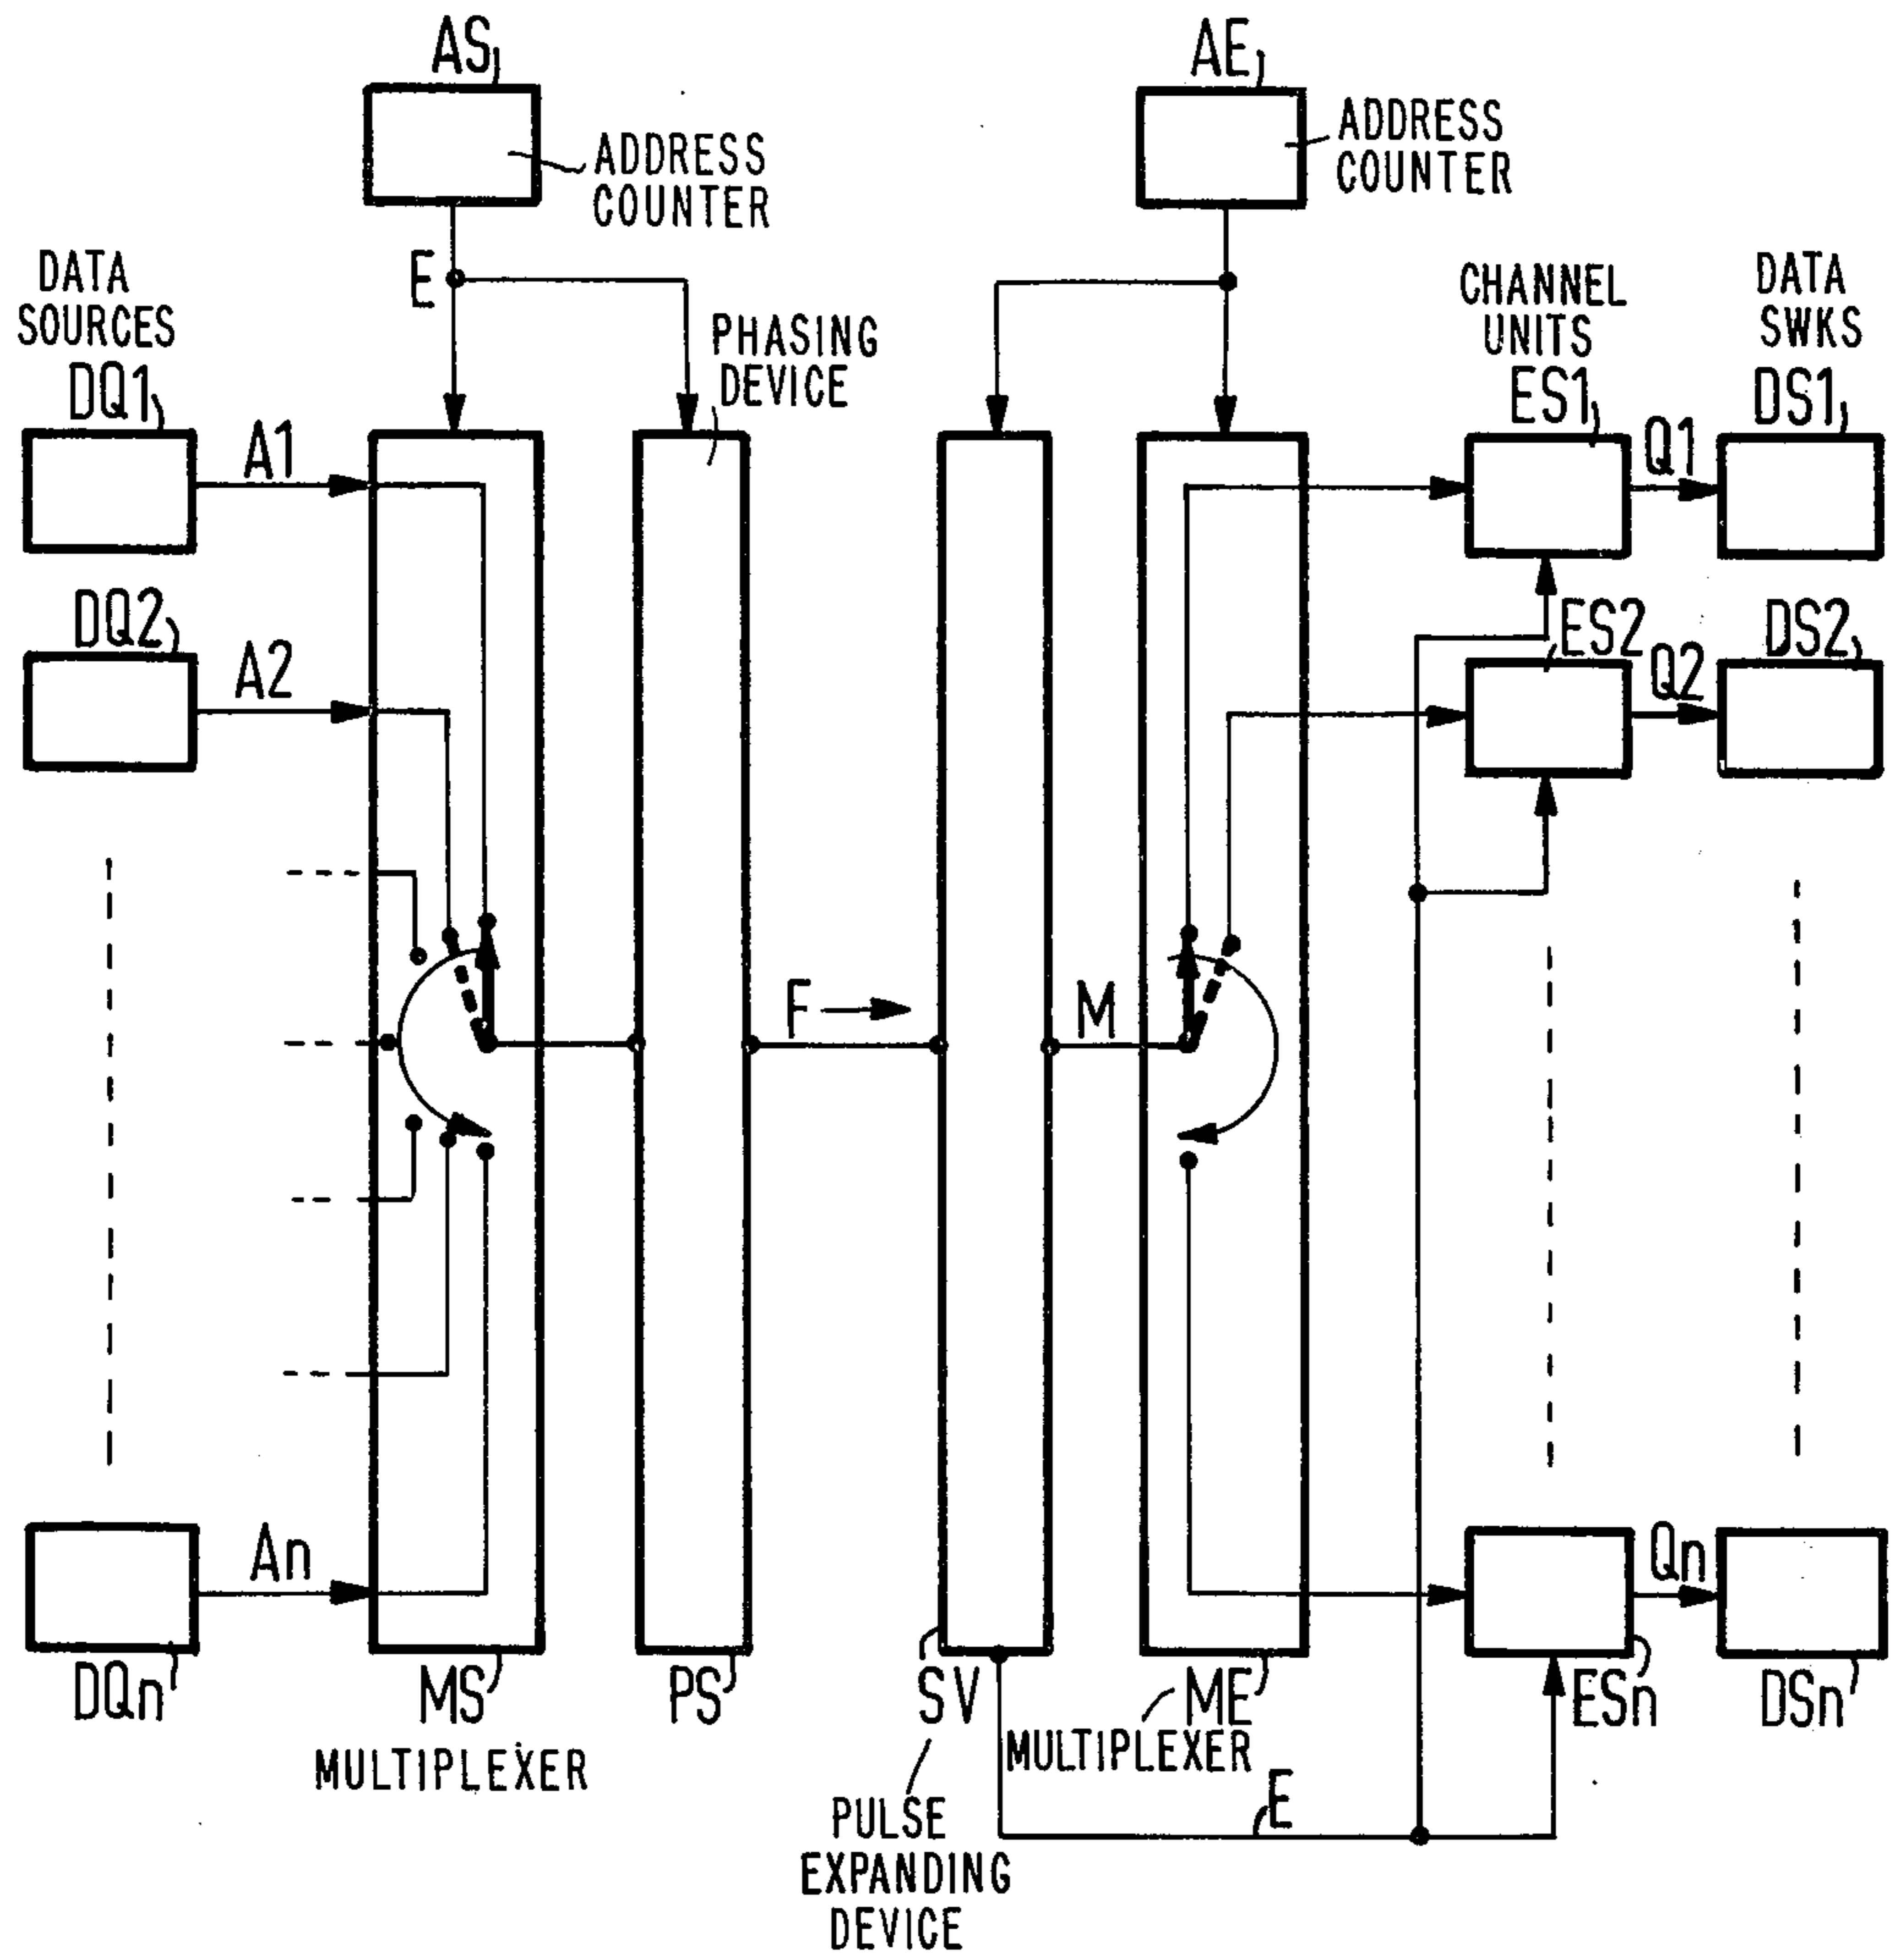 AS
AE
ADDRESS
COUNTER
ADDRESS
COUNTER
E
DATA
SOURCES
DQ1
A1
PHASING
DEVICE
CHANNEL
UNITS
ES1
Q1
DATA
SWKS
DS1
DQ2
A2
ES2
Q2
DS2
F
M
DQn
An
MS
MULTIPLEXER
PS
SV
PULSE
EXPANDING
DEVICE
ME
MULTIPLEXER
E
Qn
ESn
DSn